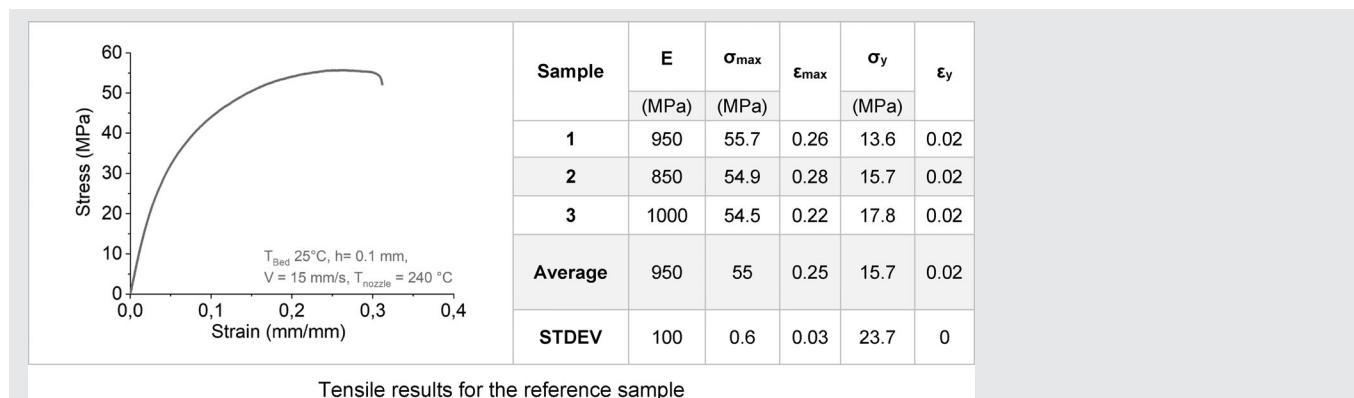 60
50
40
30
20
10
0
Stress (MPa)
0,0 0,1 0,2 0,3 0,4
Strain (mm/mm)
T_Bed 25°C, h= 0.1 mm,
V = 15 mm/s, T_nozzle = 240 °C
Sample E σmax εmax σy εy
(MPa) (MPa) (MPa)
1 950 55.7 0.26 13.6 0.02
2 850 54.9 0.28 15.7 0.02
3 1000 54.5 0.22 17.8 0.02
Average 950 55 0.25 15.7 0.02
STDEV 100 0.6 0.03 23.7 0
Tensile results for the reference sample